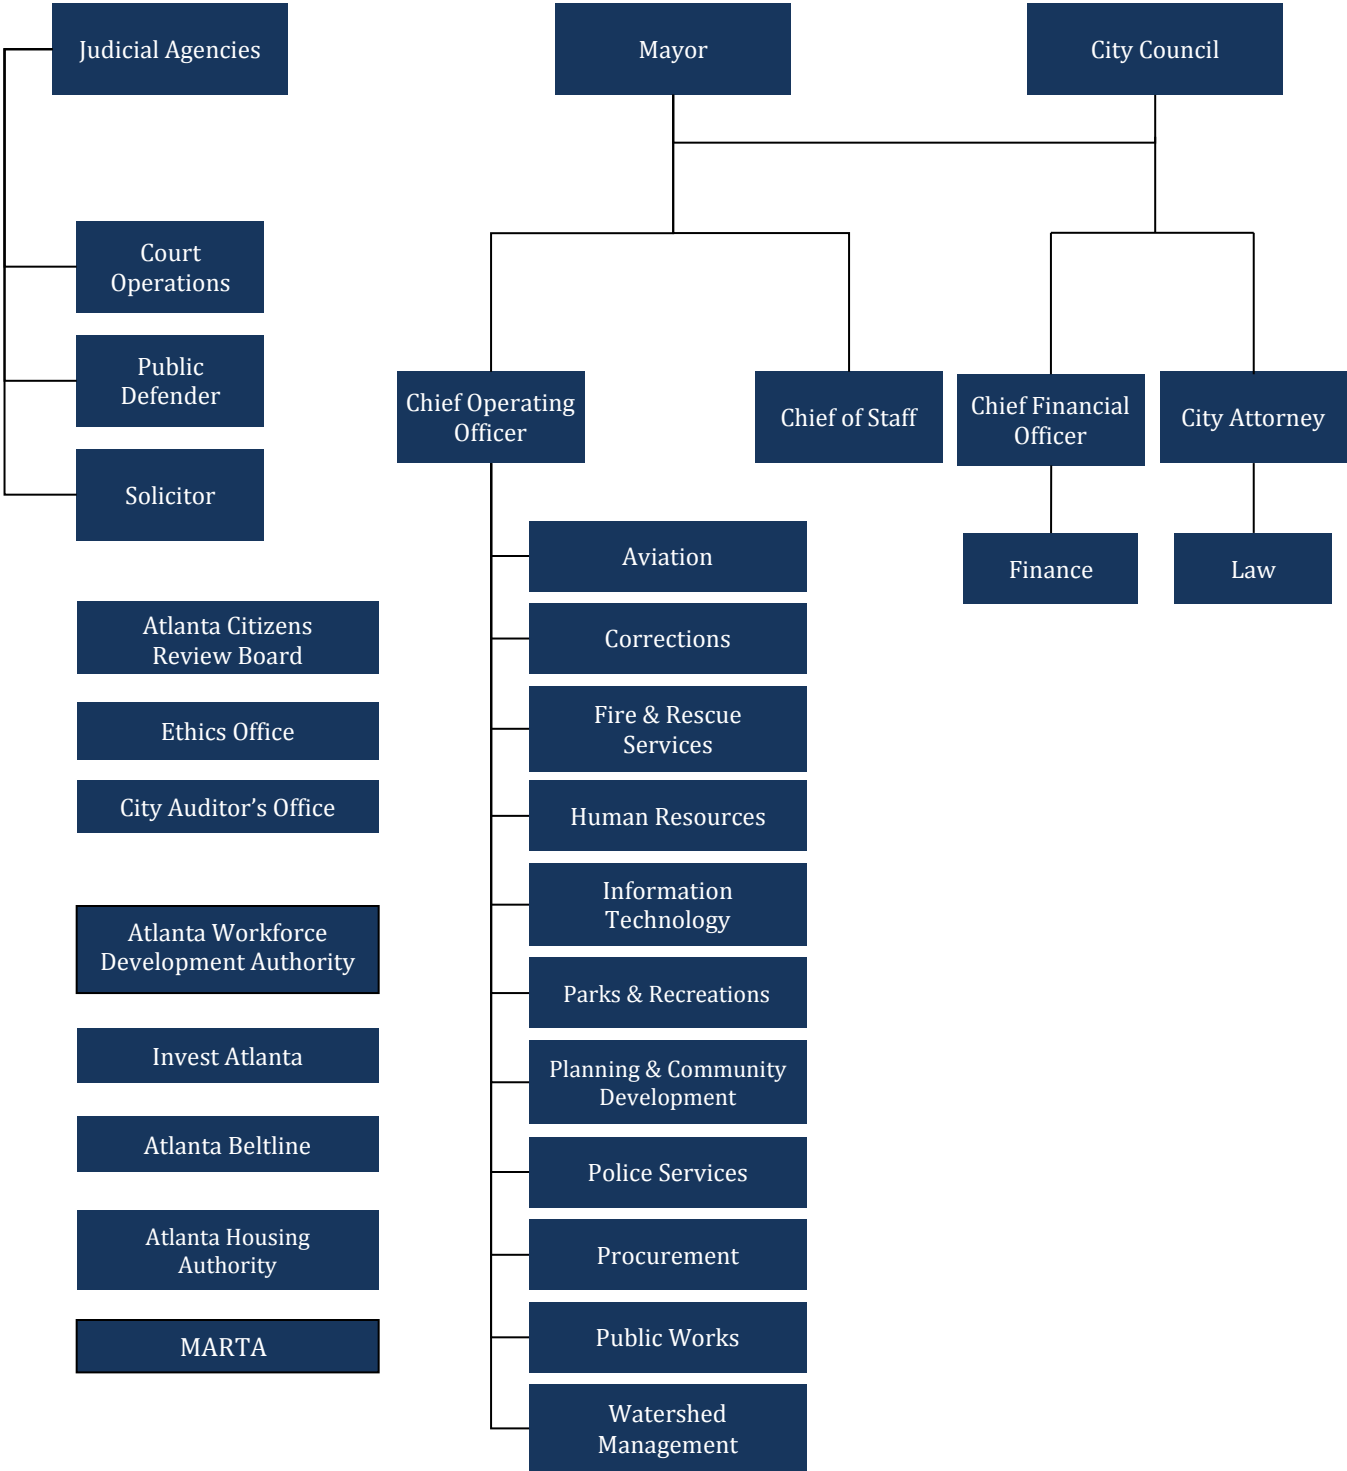 Judicial Agencies
Mayor
City Council
Court
Operations
Public
Defender
Solicitor
Chief Operating
Officer
Chief of Staff
Chief Financial
Officer
City Attorney
Finance
Law
Aviation
Corrections
Fire & Rescue
Services
Human Resources
Information
Technology
Parks & Recreations
Planning & Community
Development
Police Services
Procurement
Public Works
Watershed
Management
Atlanta Citizens
Review Board
Ethics Office
City Auditor’s Office
Atlanta Workforce
Development Authority
Invest Atlanta
Atlanta Beltline
Atlanta Housing
Authority
MARTA